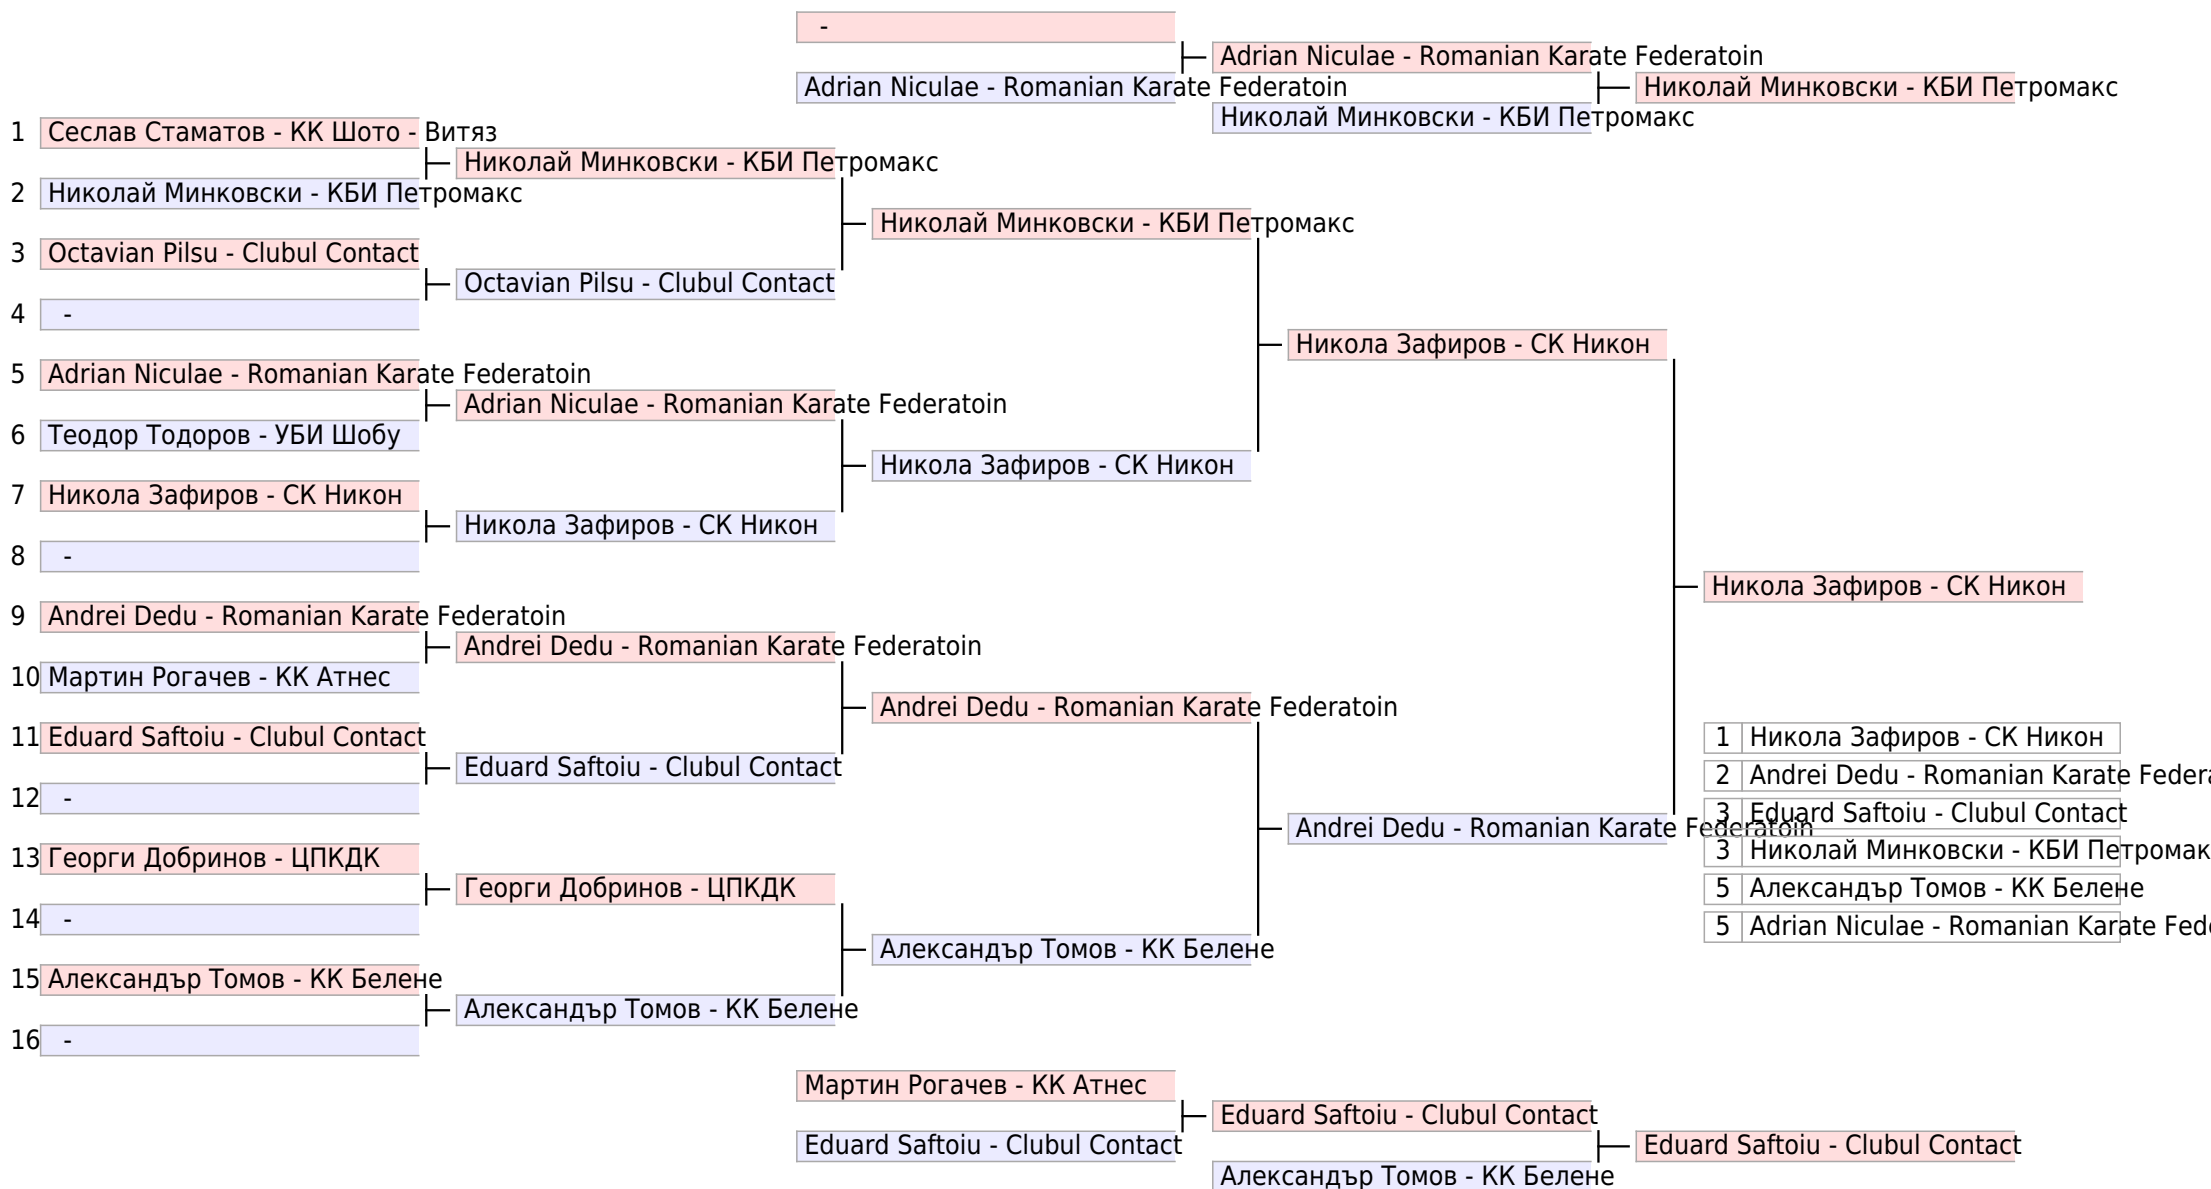 -
Adrian Niculae - Romanian Karate Federatoin
Adrian Niculae - Romanian Karate Federatoin
Николай Минковски - КБИ Петромакс
Николай Минковски - КБИ Петромакс
1 Сеслав Стаматов - КК Шото - Витяз
Николай Минковски - КБИ Петромакс
2 Николай Минковски - КБИ Петромакс
Николай Минковски - КБИ Петромакс
3 Octavian Pilsu - Clubul Contact
Octavian Pilsu - Clubul Contact
4 -
Никола Зафиров - СК Никон
5 Adrian Niculae - Romanian Karate Federatoin
Adrian Niculae - Romanian Karate Federatoin
6 Теодор Тодоров - УБИ Шобу
Никола Зафиров - СК Никон
7 Никола Зафиров - СК Никон
Никола Зафиров - СК Никон
8 -
Никола Зафиров - СК Никон
9 Andrei Dedu - Romanian Karate Federatoin
Andrei Dedu - Romanian Karate Federatoin
10 Мартин Рогачев - КК Атнес
Andrei Dedu - Romanian Karate Federatoin
11 Eduard Saftoiu - Clubul Contact
Eduard Saftoiu - Clubul Contact
12 -
Andrei Dedu - Romanian Karate Federatoin
13 Георги Добринов - ЦПКДК
Георги Добринов - ЦПКДК
14 -
Александър Томов - КК Белене
15 Александър Томов - КК Белене
Александър Томов - КК Белене
16 -
1 Никола Зафиров - СК Никон
2 Andrei Dedu - Romanian Karate Federa
3 Eduard Saftoiu - Clubul Contact
3 Николай Минковски - КБИ Петромак
5 Александър Томов - КК Белене
5 Adrian Niculae - Romanian Karate Fed
Мартин Рогачев - КК Атнес
Eduard Saftoiu - Clubul Contact
Eduard Saftoiu - Clubul Contact
Eduard Saftoiu - Clubul Contact
Александър Томов - КК Белене